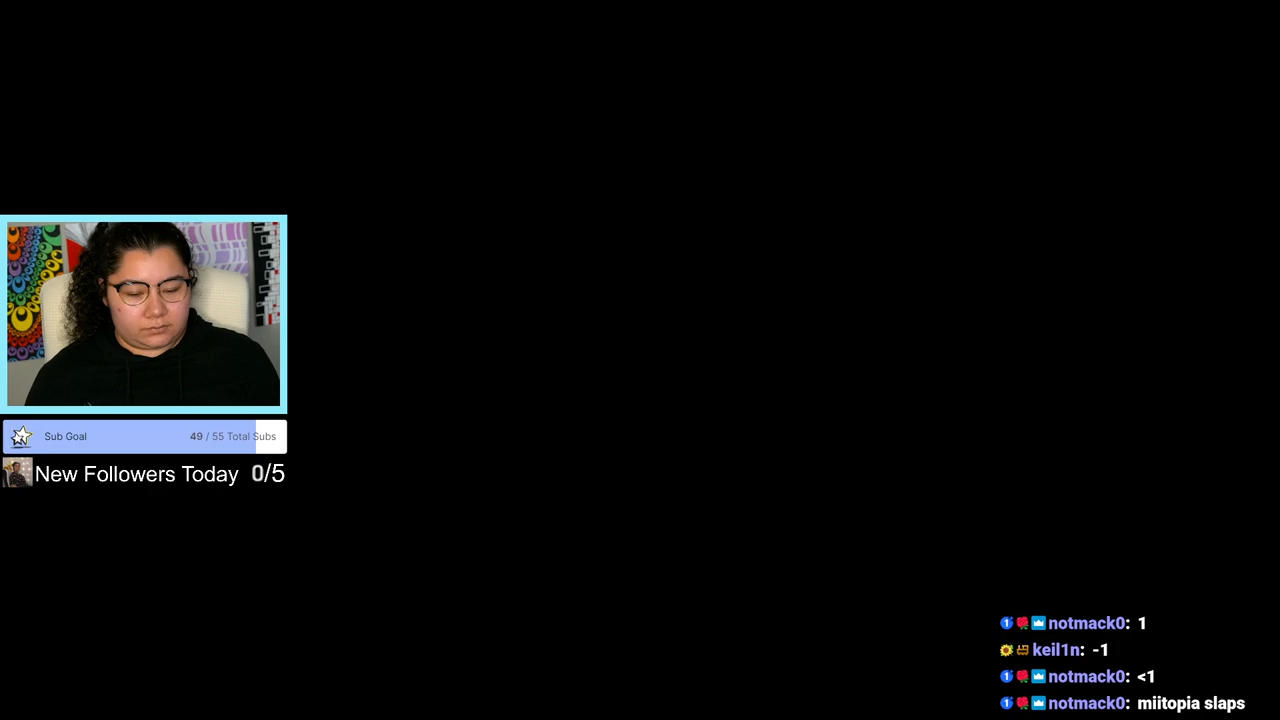 Sub Goal 49 / 55 Total Subs
New Followers Today 0/5
notmack0: 1
keil1n: -1
notmack0: <1
notmack0: miitopia slaps